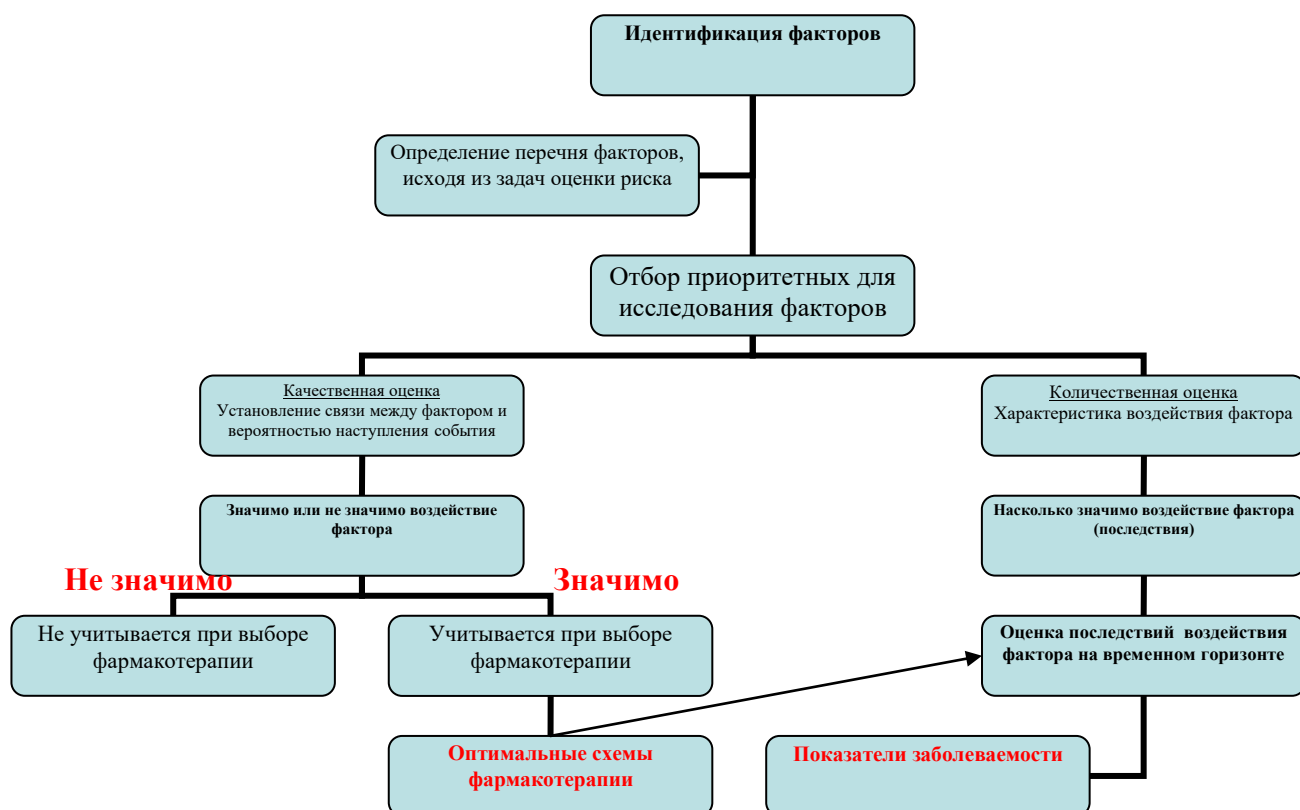 Идентификация факторов
Определение перечня факторов,
исходя из задач оценки риска
Отбор приоритетных для
исследования факторов
Качественная оценка
Установление связи между фактором и
вероятностью наступления события
Количественная оценка
Характеристика воздействия фактора
Значимо или не значимо воздействие
фактора
Насколько значимо воздействие фактора
(последствия)
Не значимо
Значимо
Не учитывается при выборе
фармакотерапии
Учитывается при выборе
фармакотерапии
Оценка последствий воздействия
фактора на временном горизонте
Оптимальные схемы
фармакотерапии
Показатели заболеваемости